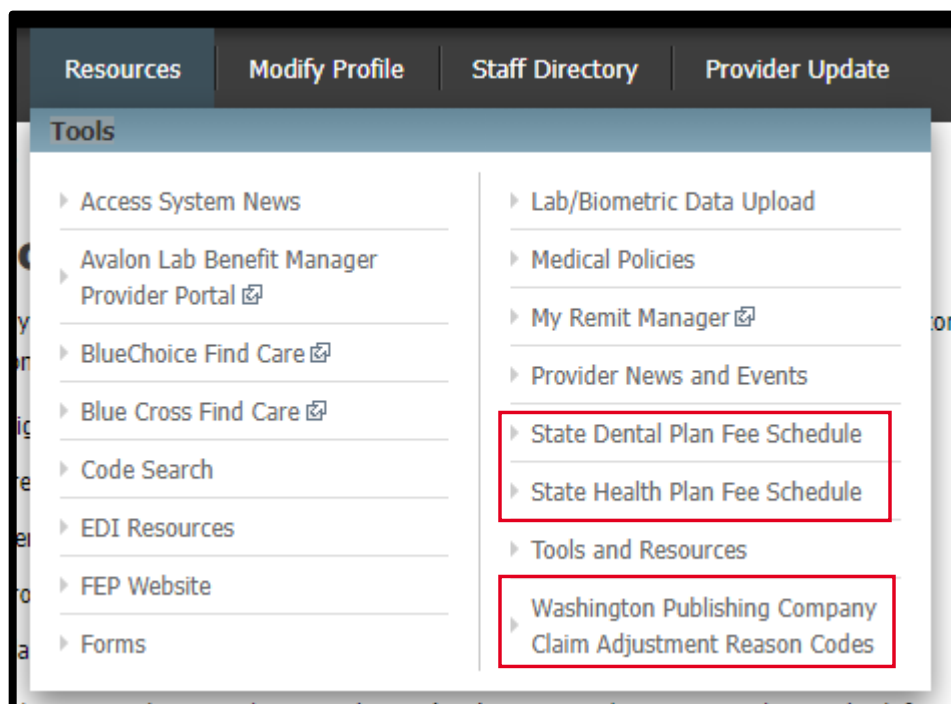 Resources Modify Profile Staff Directory Provider Update
Tools
Access System News
Avalon Lab Benefit Manager
Provider Portal
BlueChoice Find Care
Blue Cross Find Care
Code Search
EDI Resources
FEP Website
Forms
Lab/Biometric Data Upload
Medical Policies
My Remit Manager
Provider News and Events
State Dental Plan Fee Schedule
State Health Plan Fee Schedule
Tools and Resources
Washington Publishing Company
Claim Adjustment Reason Codes